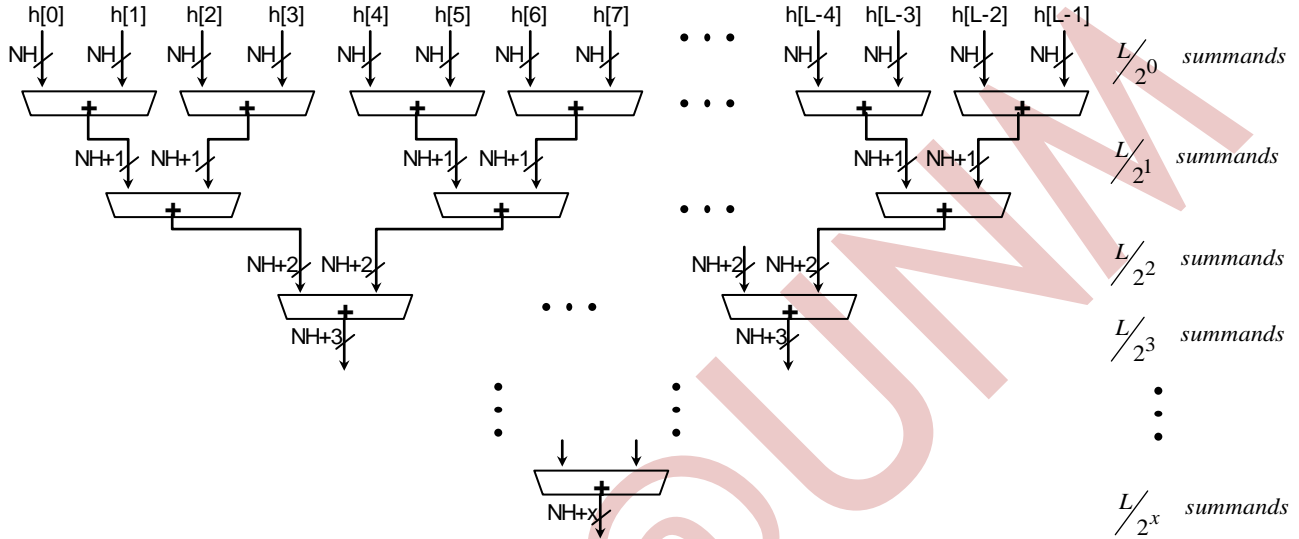 h[0] h[1] h[2] h[3] h[4] h[5] h[6] h[7] h[L-4] h[L-3] h[L-2] h[L-1]
NH NH NH NH NH NH NH NH NH NH NH NH L/2^0 summands
+ + + + + +
NH+1 NH+1 NH+1 NH+1 NH+1 NH+1 L/2^1 summands
+ + +
NH+2 NH+2 NH+2 NH+2 L/2^2 summands
+ +
NH+3 NH+3 L/2^3 summands
+
NH+x L/2^x summands
@UNM